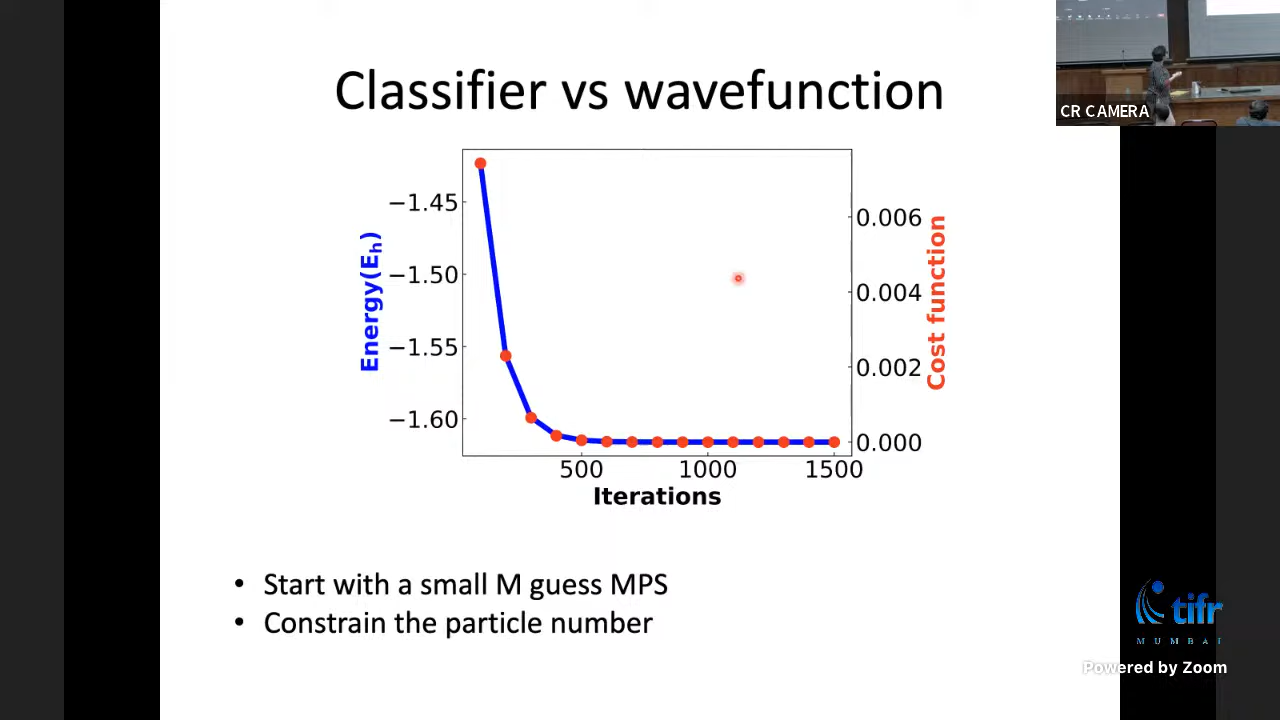 Classifier vs wavefunction
CR CAMERA
Energy(Eₕ)
−1.45
−1.50
−1.55
−1.60
0.006
0.004
0.002
0.000
Cost function
500 1000 1500
Iterations
• Start with a small M guess MPS
• Constrain the particle number
tifr
MUMBAI
Powered by Zoom